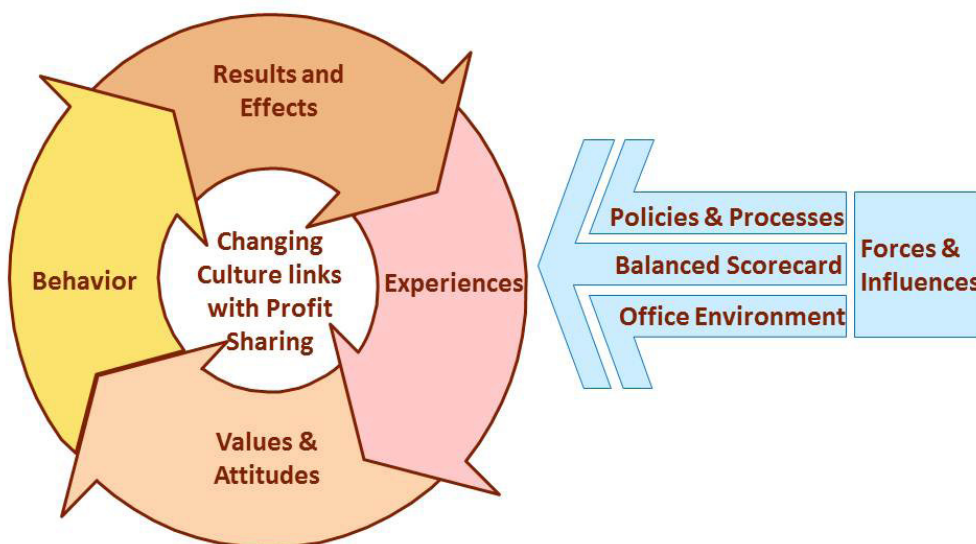 Results and
Effects
Behavior
Changing
Culture links
with Profit
Sharing
Experiences
Values &
Attitudes
Policies & Processes
Balanced Scorecard
Office Environment
Forces &
Influences